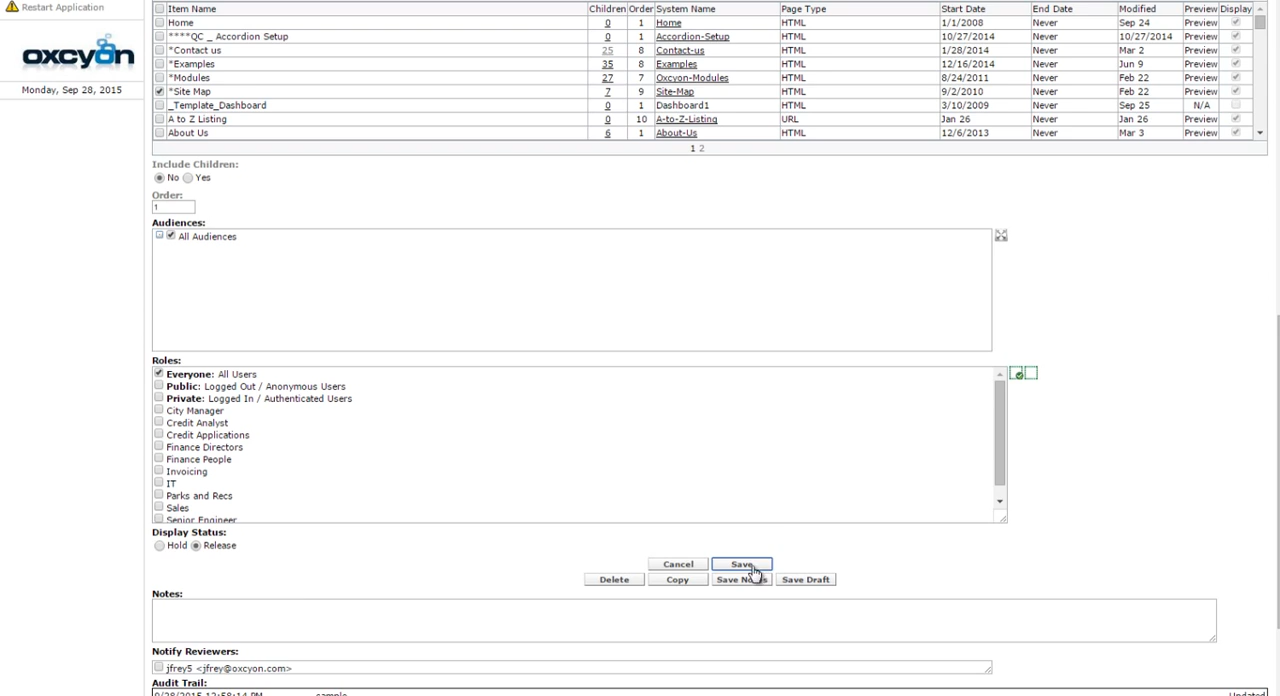 Restart Application
oxcyon
Monday, Sep 28, 2015
Item Name Children Order System Name Page Type Start Date End Date Modified Preview Display
Home 0 1 Home HTML 1/1/2008 Never Sep 24 Preview
****QC _ Accordion Setup 0 1 Accordion-Setup HTML 10/27/2014 Never 10/27/2014 Preview
*Contact us 25 8 Contact-us HTML 1/28/2014 Never Mar 2 Preview
*Examples 35 8 Examples HTML 12/16/2014 Never Jun 9 Preview
*Modules 27 7 Oxcyon-Modules HTML 8/24/2011 Never Feb 22 Preview
*Site Map 7 9 Site-Map HTML 9/2/2010 Never Feb 22 Preview
_Template_Dashboard 0 1 Dashboard1 HTML 3/10/2009 Never Sep 25 N/A
A to Z Listing 0 10 A-to-Z-Listing URL Jan 26 Never Jan 26 Preview
About Us 6 1 About-Us HTML 12/6/2013 Never Mar 3 Preview
1 2
Include Children:
No Yes
Order:
1
Audiences:
All Audiences
Roles:
Everyone: All Users
Public: Logged Out / Anonymous Users
Private: Logged In / Authenticated Users
City Manager
Credit Analyst
Credit Applications
Finance Directors
Finance People
Invoicing
IT
Parks and Recs
Sales
Senior Engineer
Display Status:
Hold Release
Cancel Save
Delete Copy Save Save Draft
Notes:
Notify Reviewers:
jfrey5 <jfrey@oxcyon.com>
Audit Trail:
9/28/2015 12:58:14 PM sample Updated